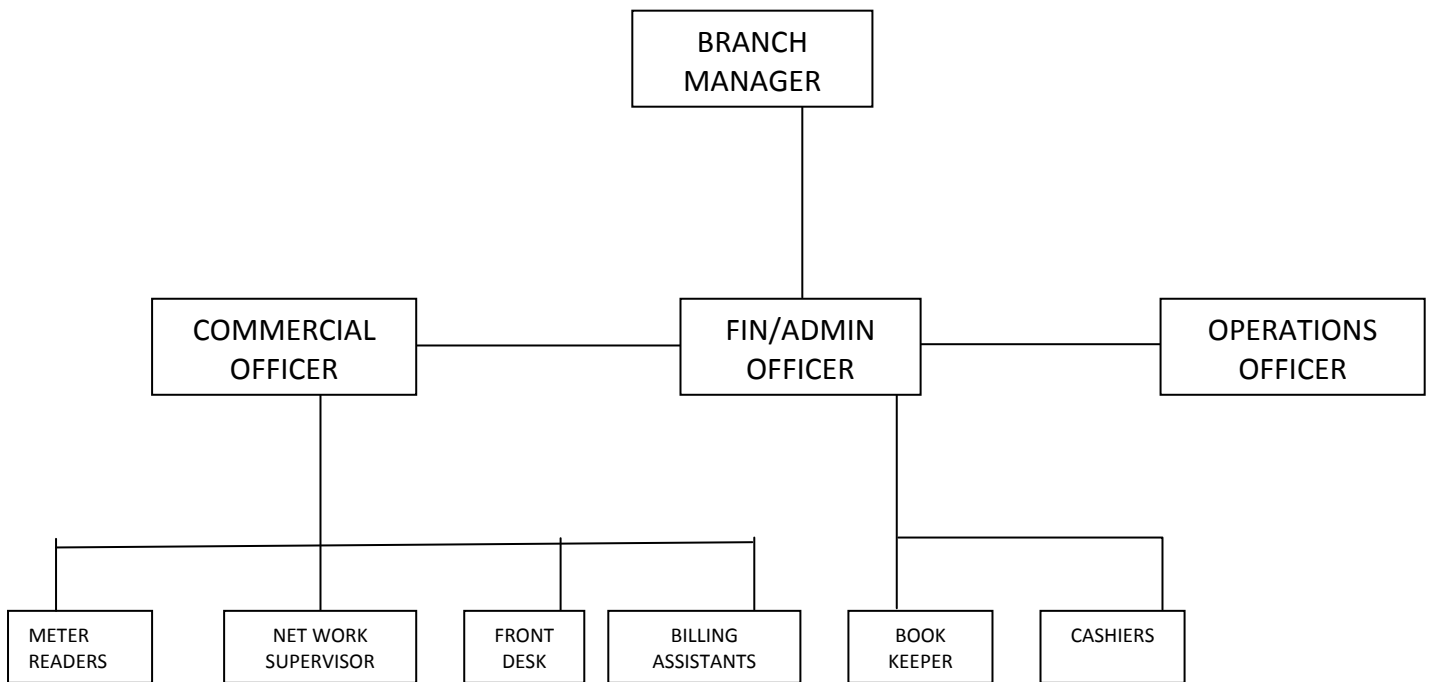 BRANCH
MANAGER
COMMERCIAL
OFFICER
FIN/ADMIN
OFFICER
OPERATIONS
OFFICER
METER
READERS
NET WORK
SUPERVISOR
FRONT
DESK
BILLING
ASSISTANTS
BOOK
KEEPER
CASHIERS